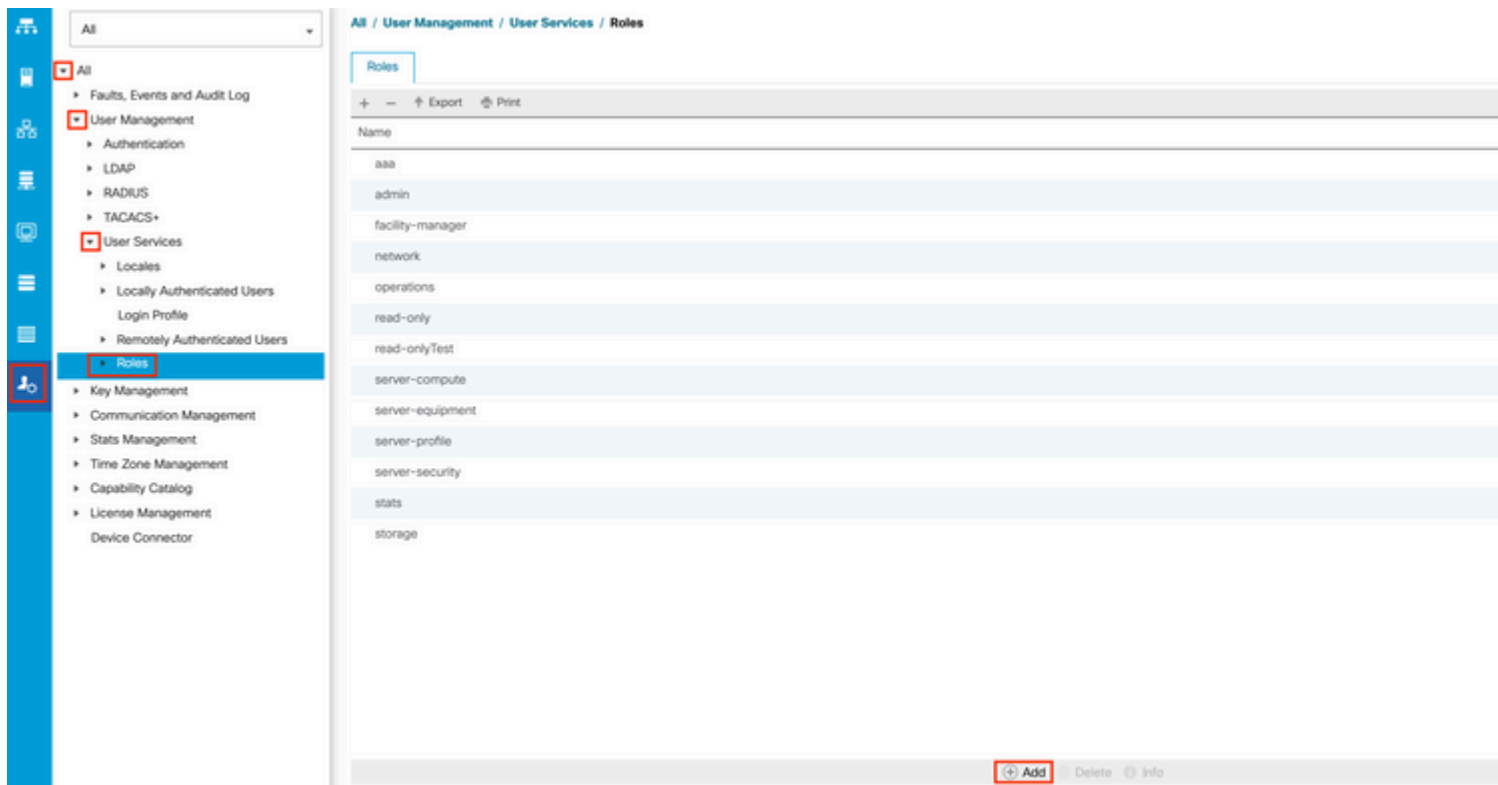 All
All / User Management / User Services / Roles
All
Faults, Events and Audit Log
User Management
Authentication
LDAP
RADIUS
TACACS+
User Services
Locales
Locally Authenticated Users
Login Profile
Remotely Authenticated Users
Roles
Key Management
Communication Management
Stats Management
Time Zone Management
Capability Catalog
License Management
Device Connector
Roles
+ − Export Print
Name
aaa
admin
facility-manager
network
operations
read-only
read-onlyTest
server-compute
server-equipment
server-profile
server-security
stats
storage
Add Delete Info